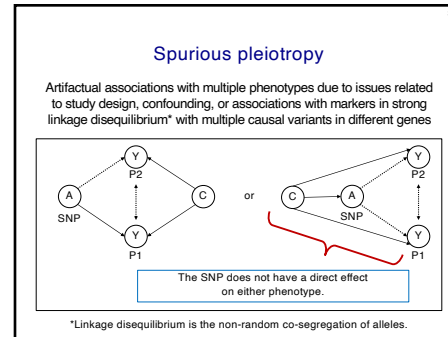 Spurious pleiotropy
Artifactual associations with multiple phenotypes due to issues related
to study design, confounding, or associations with markers in strong
linkage disequilibrium* with multiple causal variants in different genes
Y
P2
A
SNP
C
Y
P1
or
C
A
SNP
Y
P2
Y
P1
The SNP does not have a direct effect
on either phenotype.
*Linkage disequilibrium is the non-random co-segregation of alleles.